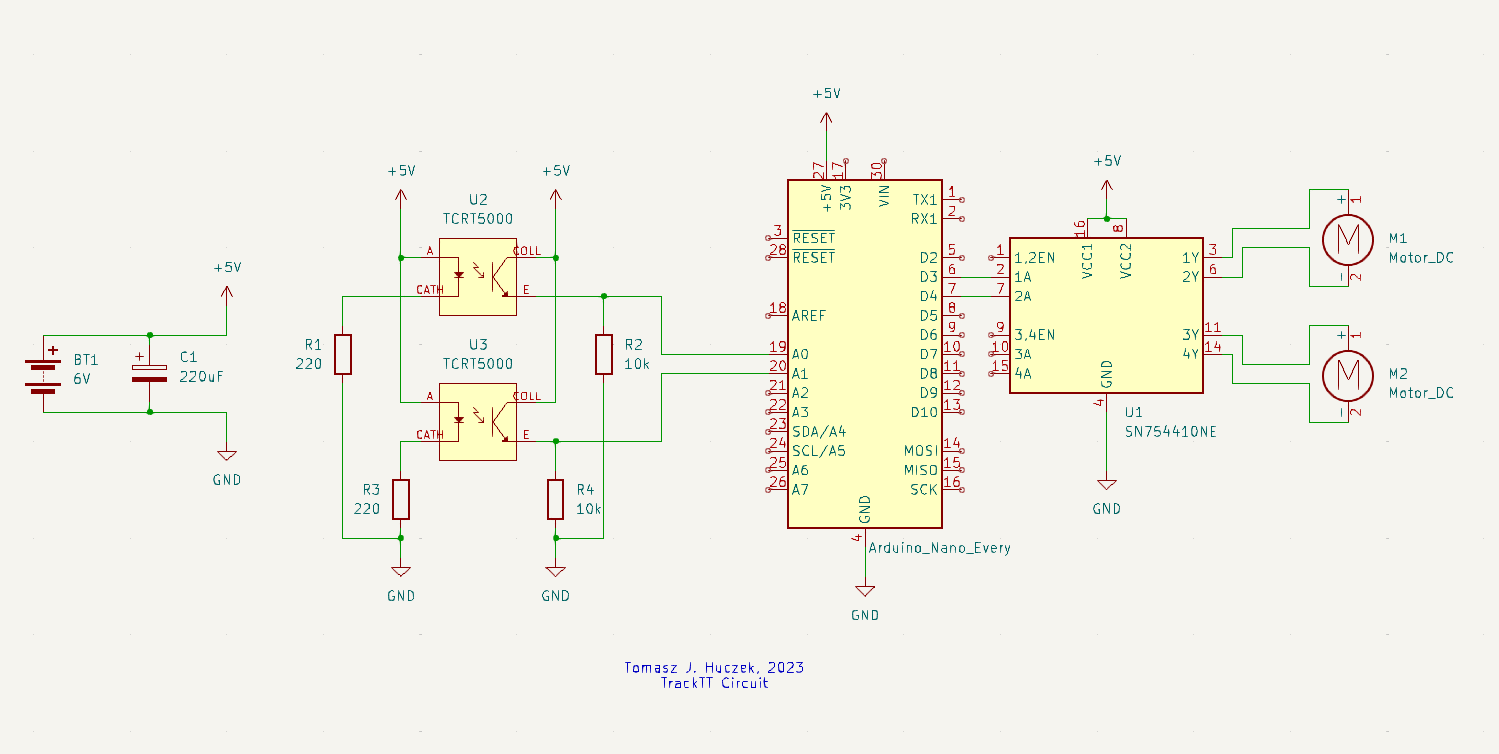 +5V
BT1
6V
+
+
C1
220uF
GND
+5V
+5V
U2
TCRT5000
A
COLL
CATH
E
R1
220
U3
TCRT5000
A
COLL
CATH
E
R2
10k
R3
220
R4
10k
GND
GND
+5V
27
17
30
+5V
3V3
VIN
3
RESET
28
RESET
18
AREF
19
A0
20
A1
21
A2
22
A3
23
SDA/A4
24
SCL/A5
25
A6
26
A7
TX1
1
RX1
2
D2
5
D3
6
D4
7
D5
8
D6
9
D7
10
D8
11
D9
12
D10
13
MOSI
14
MISO
15
SCK
16
GND
4
Arduino_Nano_Every
GND
+5V
16
8
VCC1
VCC2
1
1,2EN
2
1A
7
2A
9
3,4EN
10
3A
15
4A
1Y
3
2Y
6
3Y
11
4Y
14
GND
4
U1
SN754410NE
GND
+
1
M
-
2
M1
Motor_DC
+
1
M
-
2
M2
Motor_DC
Tomasz J. Huczek, 2023
TrackTT Circuit